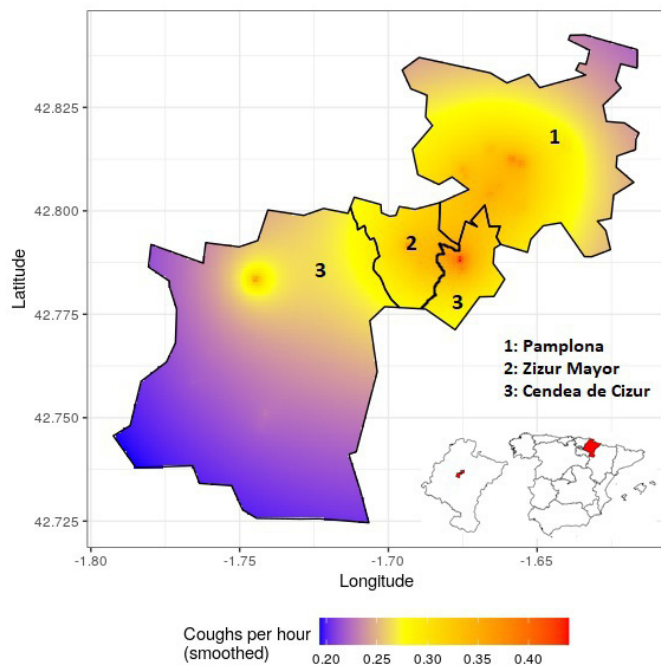 42.825
42.800
42.775
42.750
42.725
Latitude
1
2
3
3
1: Pamplona
2: Zizur Mayor
3: Cendea de Cizur
-1.80
-1.75
-1.70
-1.65
Longitude
Coughs per hour
(smoothed)
0.20 0.25 0.30 0.35 0.40